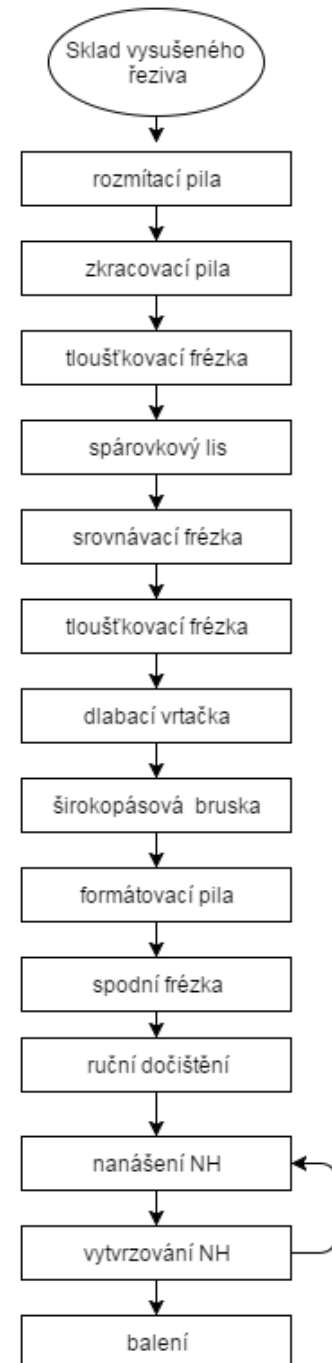 Sklad vysušeného
řeziva
rozmítací pila
zkracovací pila
tloušťkovací frézka
spárovkový lis
srovnávací frézka
tloušťkovací frézka
dlabací vrtačka
širokopásová bruska
formátovací pila
spodní frézka
ruční dočištění
nanášení NH
vytvrzování NH
balení